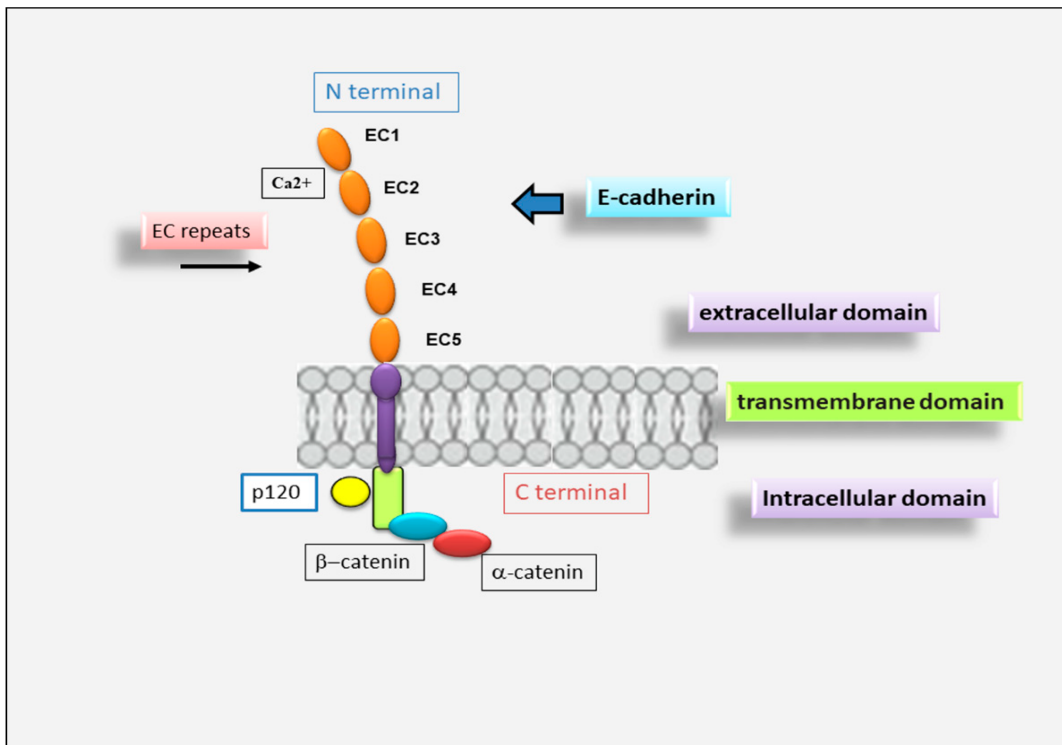 N terminal
EC1
Ca2+
EC2
E-cadherin
EC repeats
EC3
EC4
extracellular domain
EC5
transmembrane domain
p120
C terminal
Intracellular domain
β–catenin
α-catenin